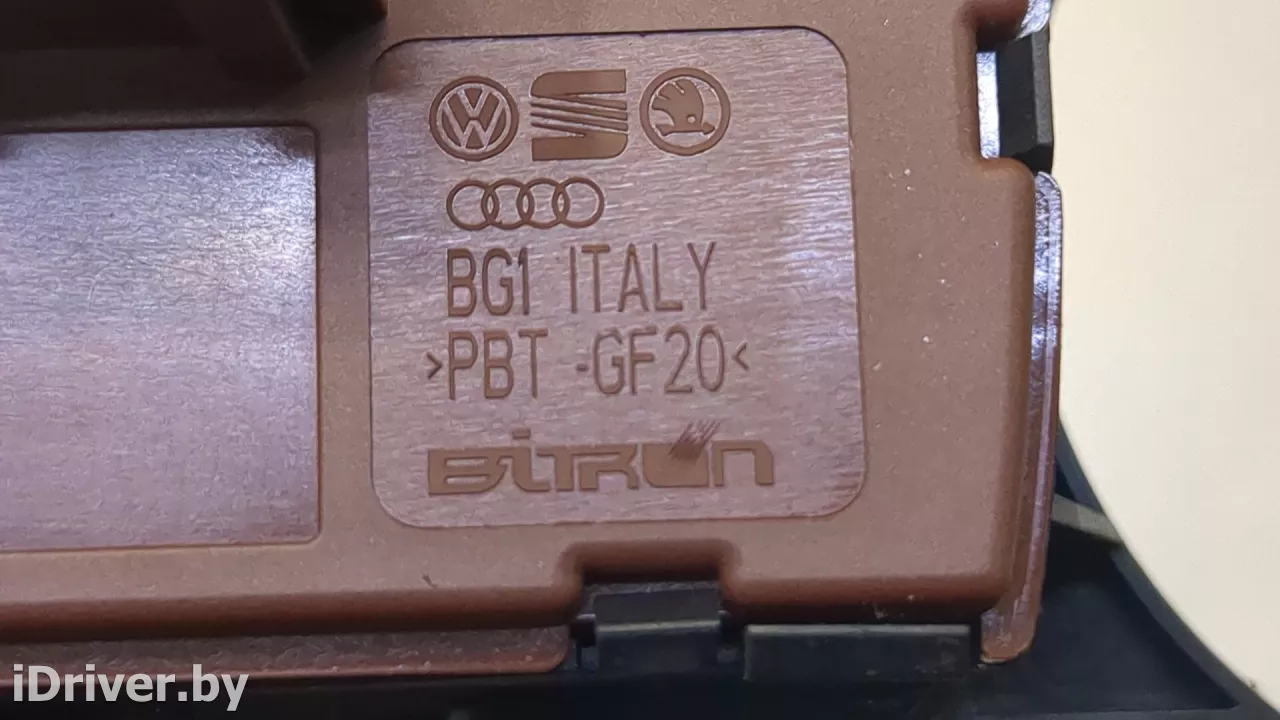 BG1 ITALY
>PBT -GF20<
BiTRON
iDriver.by